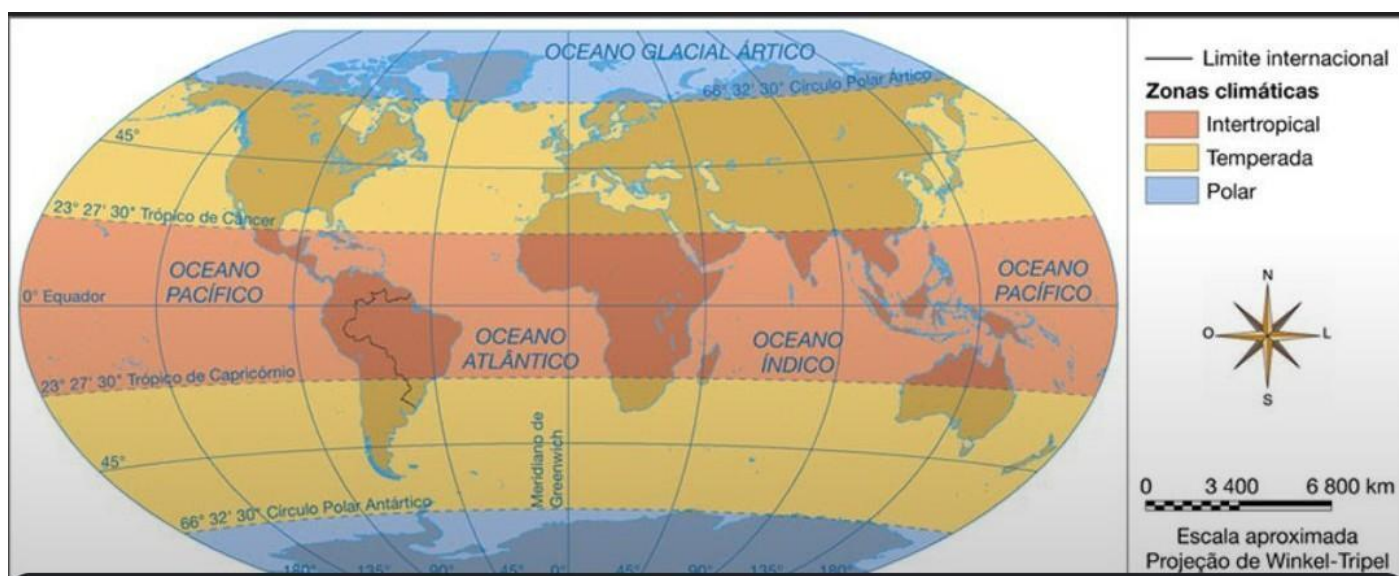 OCEANO GLACIAL ÁRTICO
66° 32' 30" Círculo Polar Ártico
45°
23° 27' 30" Trópico de Câncer
OCEANO
PACÍFICO
OCEANO
PACÍFICO
0° Equador
OCEANO
ATLÂNTICO
OCEANO
ÍNDICO
23° 27' 30" Trópico de Capricórnio
45°
Meridiano de
Greenwich
66° 32' 30" Círculo Polar Antártico
180° 135° 45° 0° 45° 90° 135° 180°
Limite internacional
Zonas climáticas
Intertropical
Temperada
Polar
N
O L
S
0 3 400 6 800 km
Escala aproximada
Projeção de Winkel-Tripel